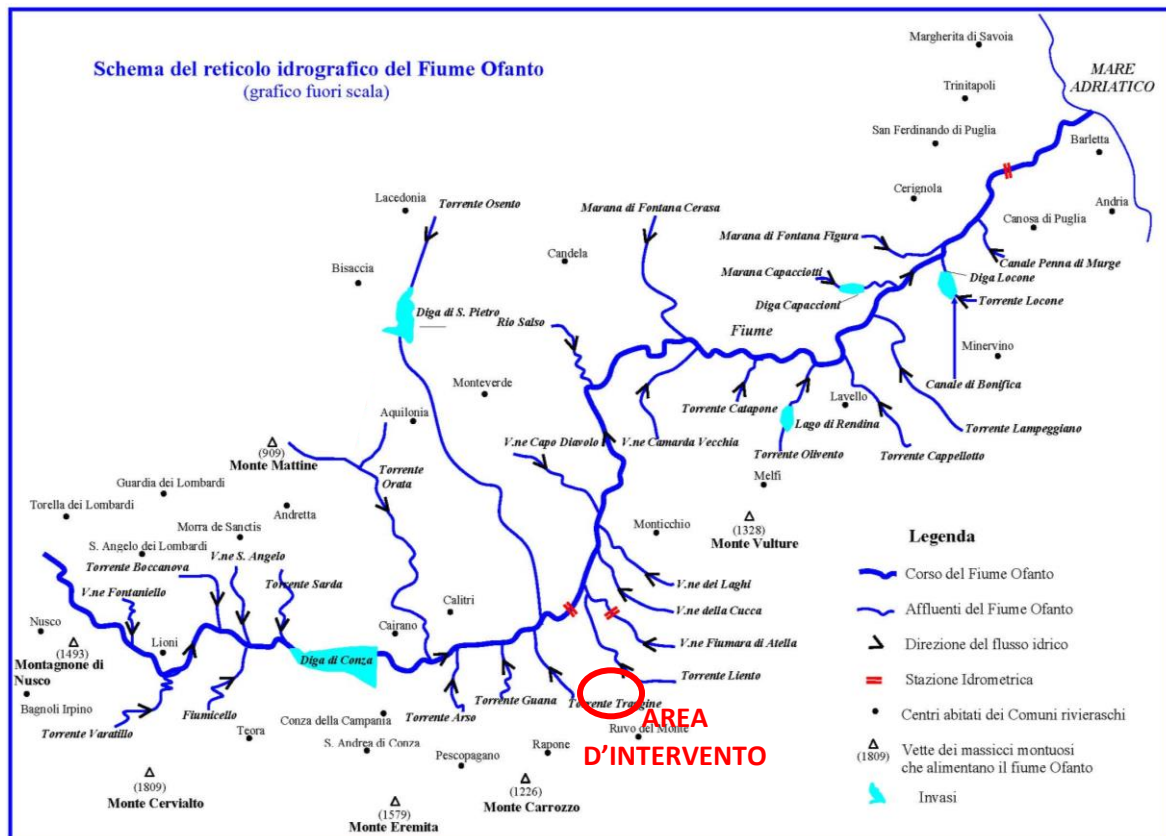 Schema del reticolo idrografico del Fiume Ofanto
(grafico fuori scala)
Margherita di Savoia
MARE
ADRIATICO
Trinitapoli
San Ferdinando di Puglia
Barletta
Cerignola
Andria
Canosa di Puglia
Lacedonia
Torrente Osento
Marana di Fontana Cerasa
Marana di Fontana Figura
Canale Penna di Murge
Bisaccia
Candela
Marana Capacciotti
Diga Locone
Diga Capaccioni
Torrente Locone
Diga di S. Pietro
Rio Salso
Fiume
Minervino
Monteverde
Canale di Bonifica
Torrente Catapone
Lavello
Lago di Rendina
Torrente Lampeggiano
Aquilonia
V.ne Capo Diavolo
V.ne Camarda Vecchia
Torrente Olivento
Torrente Cappellotto
(909)
Monte Mattine
Torrente
Orata
Melfi
Guardia dei Lombardi
Torella dei Lombardi
Andretta
Morra de Sanctis
Monticchio
(1328)
Monte Vulture
S. Angelo dei Lombardi
V.ne S. Angelo
Torrente Boccanova
Torrente Sarda
V.ne Fontaniello
V.ne dei Laghi
Calitri
V.ne della Cucca
Nusco
Lioni
Cairano
V.ne Fiumara di Atella
(1493)
Montagnone di
Nusco
Diga di Conza
Torrente Liento
Bagnoli Irpino
Fiumicello
Torrente Guana
Torrente Tragine
Torrente Arso
Torrente Varatillo
Teora
Conza della Campania
Ruvo del Monte
AREA
D'INTERVENTO
S. Andrea di Conza
Rapone
Pescopagano
(1809)
Monte Cervialto
(1226)
Monte Carrozzo
(1579)
Monte Eremita
Legenda
Corso del Fiume Ofanto
Affluenti del Fiume Ofanto
Direzione del flusso idrico
Stazione Idrometrica
Centri abitati dei Comuni rivieraschi
(1809)
Vette dei massicci montuosi
che alimentano il fiume Ofanto
Invasi